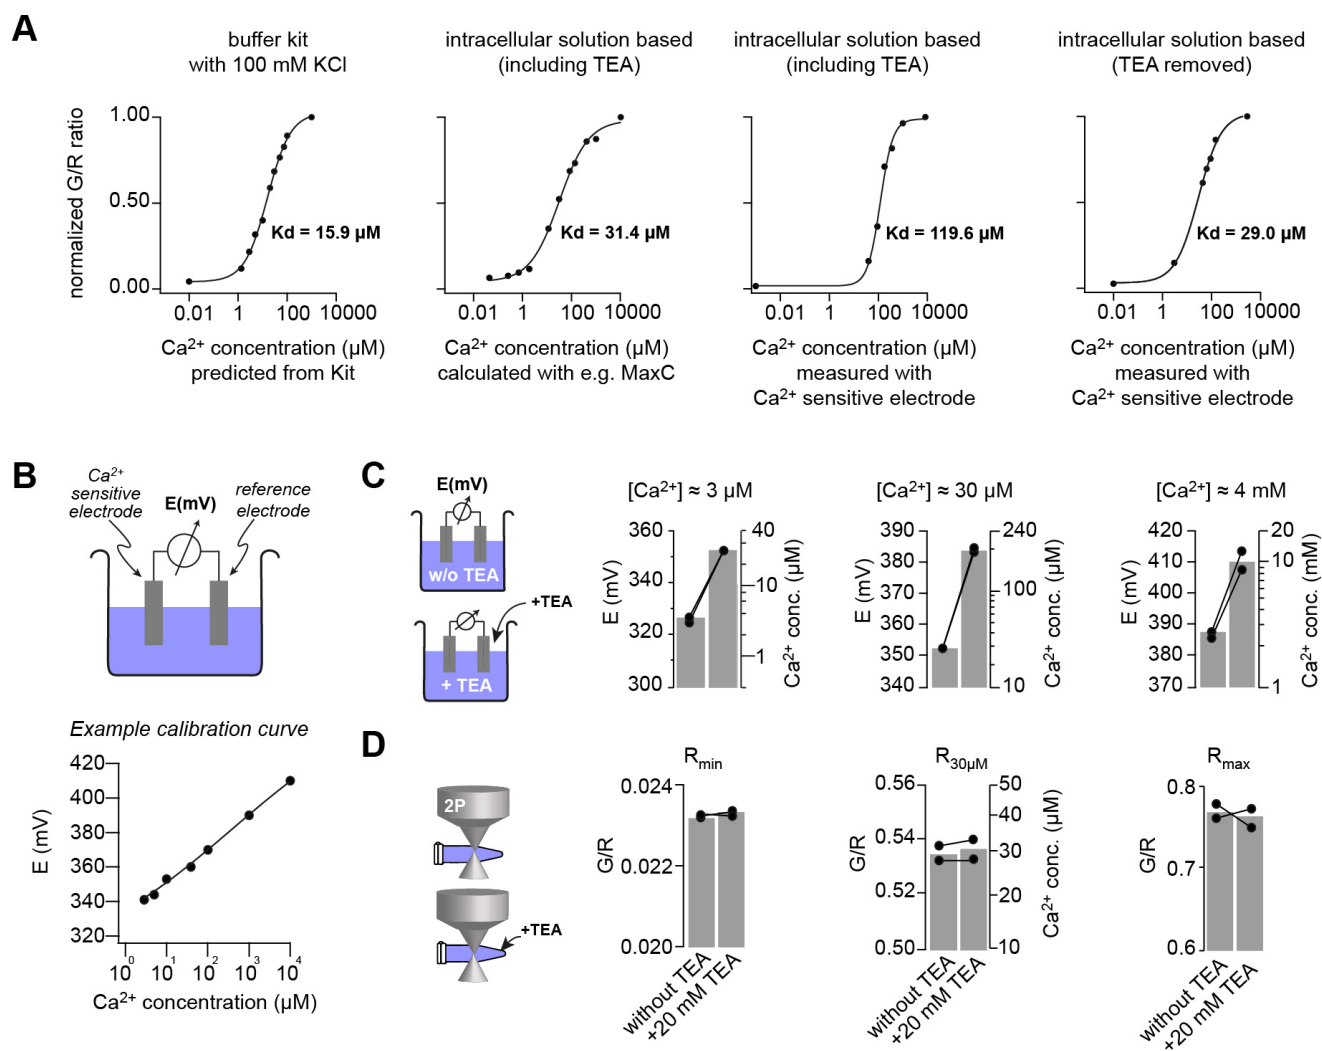 A
buffer kit
with 100 mM KCl
intracellular solution based
(including TEA)
intracellular solution based
(including TEA)
intracellular solution based
(TEA removed)
normalized G/R ratio
1.00
0.50
0.00
Kd = 15.9 µM
Kd = 31.4 µM
Kd = 119.6 µM
Kd = 29.0 µM
0.01 1 100 10000
0.01 1 100 10000
0.01 1 100 10000
0.01 1 100 10000
Ca²⁺ concentration (µM)
predicted from Kit
Ca²⁺ concentration (µM)
calculated with e.g. MaxC
Ca²⁺ concentration (µM)
measured with
Ca²⁺ sensitive electrode
Ca²⁺ concentration (µM)
measured with
Ca²⁺ sensitive electrode
B
Ca²⁺
sensitive
electrode
E(mV)
reference
electrode
Example calibration curve
E (mV)
420
400
380
360
340
320
10⁰ 10¹ 10² 10³ 10⁴
Ca²⁺ concentration (µM)
C
E(mV)
w/o TEA
+TEA
+ TEA
[Ca²⁺] ≈ 3 µM
E (mV)
360
340
320
300
40
10
1
Ca²⁺ conc. (µM)
[Ca²⁺] ≈ 30 µM
E (mV)
390
380
370
360
350
340
240
100
10
Ca²⁺ conc. (µM)
[Ca²⁺] ≈ 4 mM
E (mV)
420
410
400
390
380
370
20
10
1
Ca²⁺ conc. (mM)
D
2P
+TEA
Rmin
G/R
0.024
0.022
0.020
without TEA
+20 mM TEA
R30µM
G/R
0.56
0.54
0.52
0.50
50
40
30
20
10
Ca²⁺ conc. (µM)
without TEA
+20 mM TEA
Rmax
G/R
0.8
0.7
0.6
without TEA
+20 mM TEA